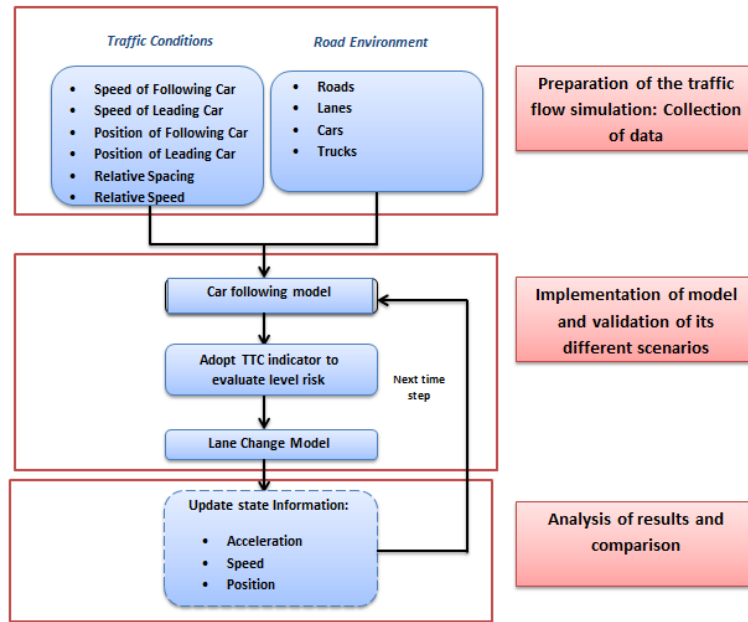 Traffic Conditions
Road Environment
• Speed of Following Car
• Speed of Leading Car
• Position of Following Car
• Position of Leading Car
• Relative Spacing
• Relative Speed
• Roads
• Lanes
• Cars
• Trucks
Preparation of the traffic
flow simulation: Collection
of data
Car following model
Adopt TTC indicator to
evaluate level risk
Lane Change Model
Next time
step
Implementation of model
and validation of its
different scenarios
Update state Information:
• Acceleration
• Speed
• Position
Analysis of results and
comparison